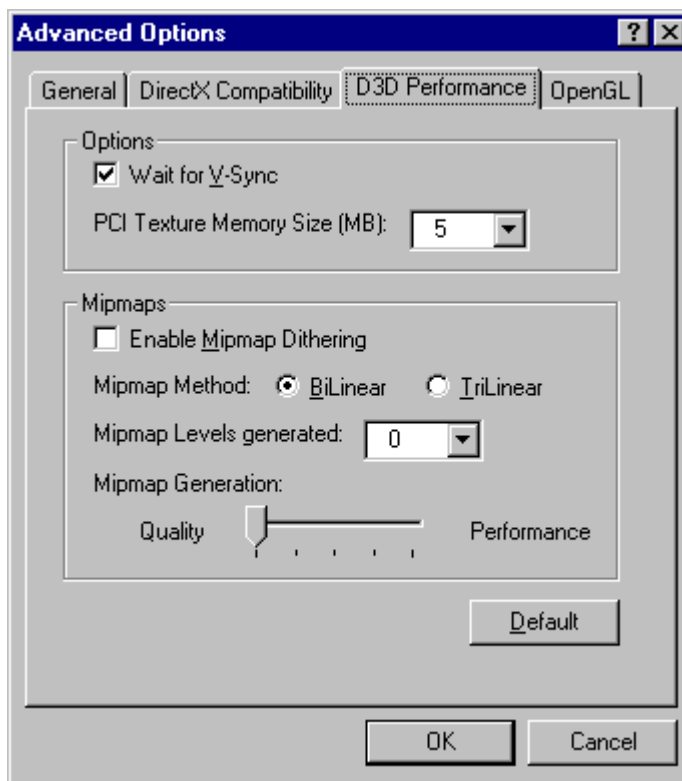 Advanced Options
General DirectX Compatibility D3D Performance OpenGL
Options
Wait for V-Sync
PCI Texture Memory Size (MB): 5
Mipmaps
Enable Mipmap Dithering
Mipmap Method: BiLinear TriLinear
Mipmap Levels generated: 0
Mipmap Generation:
Quality Performance
Default
OK Cancel